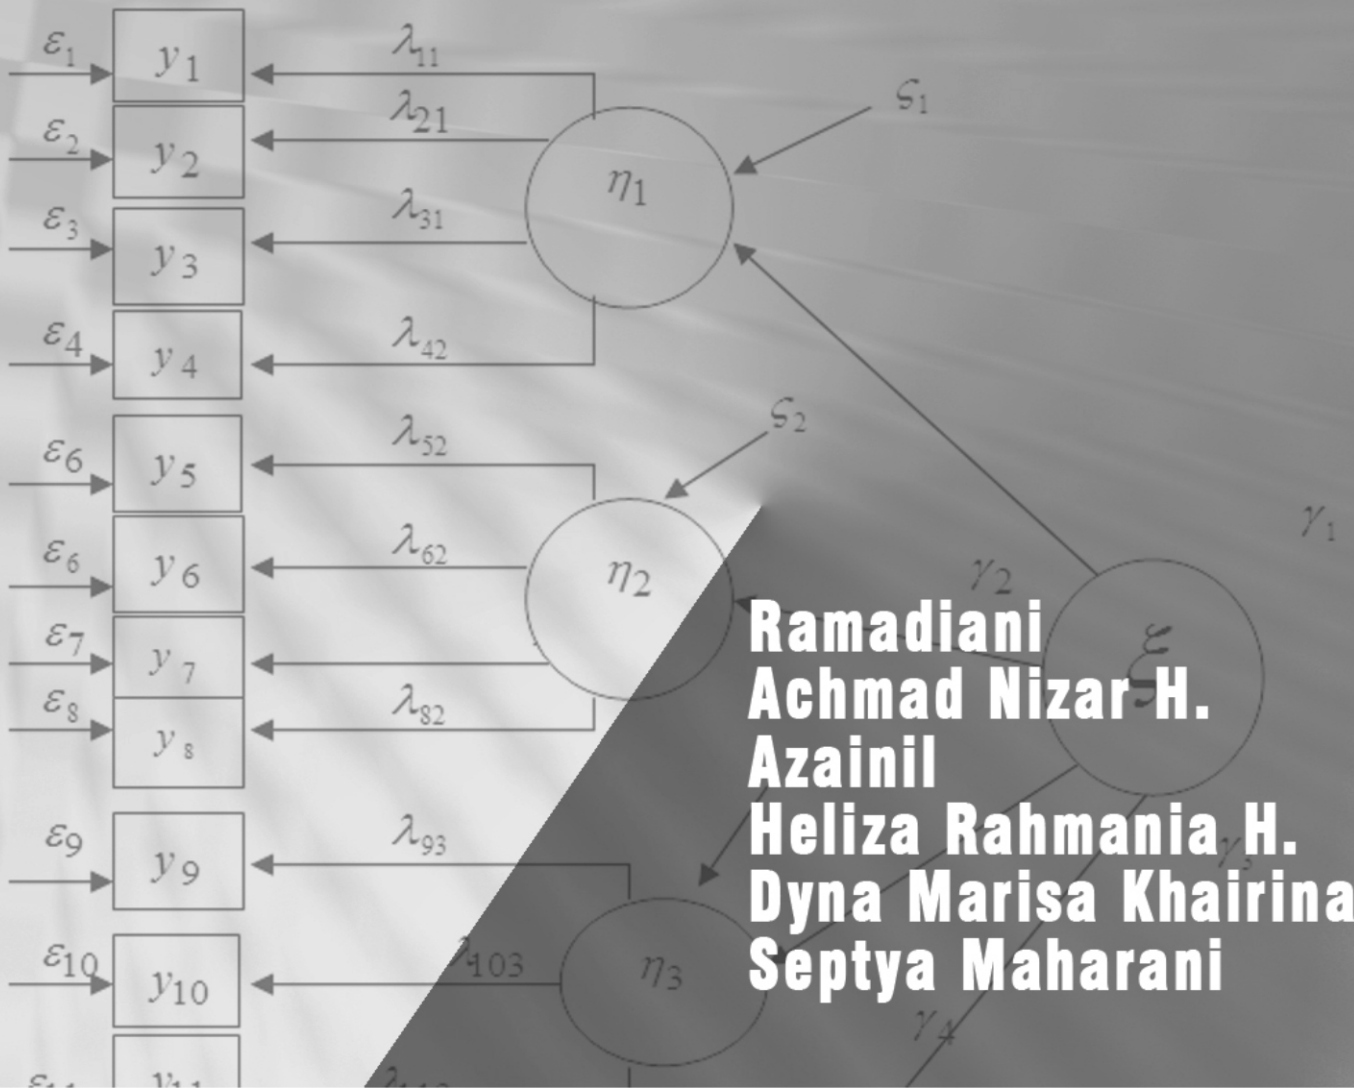 ε1 y1 λ11
ε2 y2 λ21
ς1
η1
ε3 y3 λ31
ε4 y4 λ42
ς2
ε6 y5 λ52
γ1
ε6 y6 λ62
η2
γ2
ε7 y7
ε8 y8 λ82
ξ
Ramadiani
Achmad Nizar H.
Azainil
Heliza Rahmania H.
Dyna Marisa Khairina
Septya Maharani
ε9 y9 λ93
γ3
ε10 y10 λ103
η3
γ4
y11